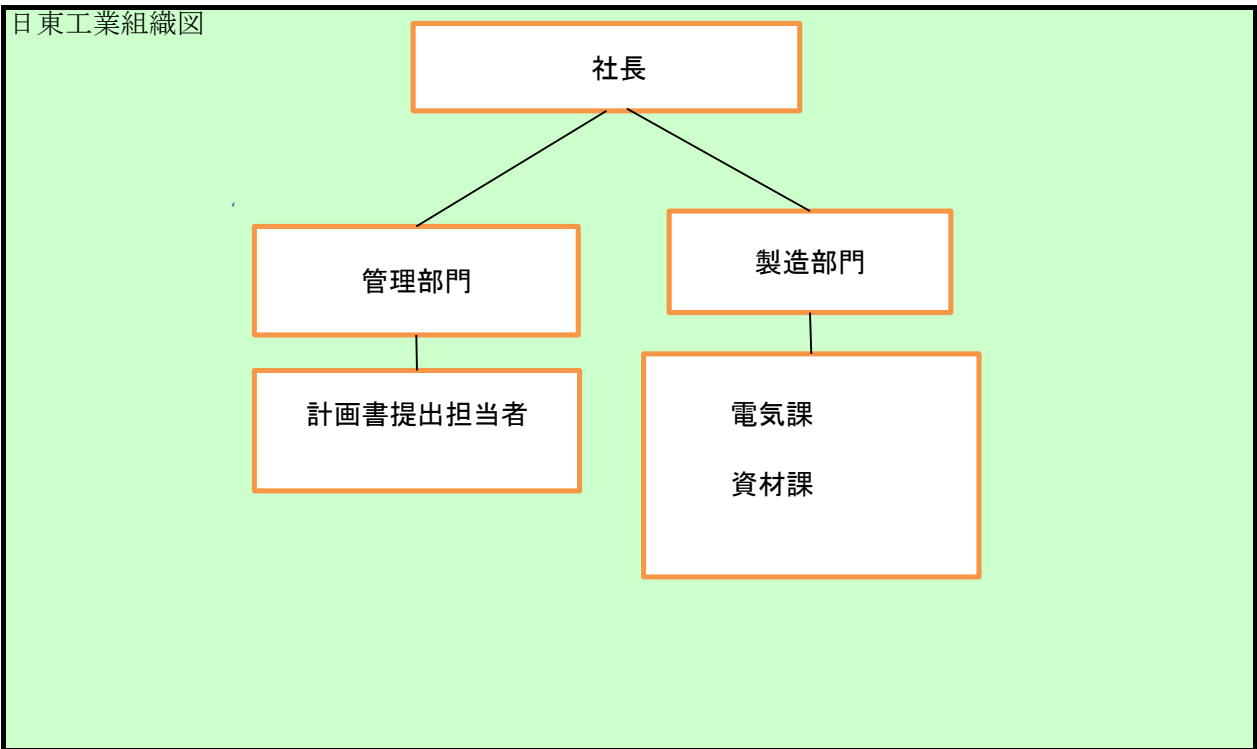 日東工業組織図
社長
管理部門
製造部門
計画書提出担当者
電気課
資材課